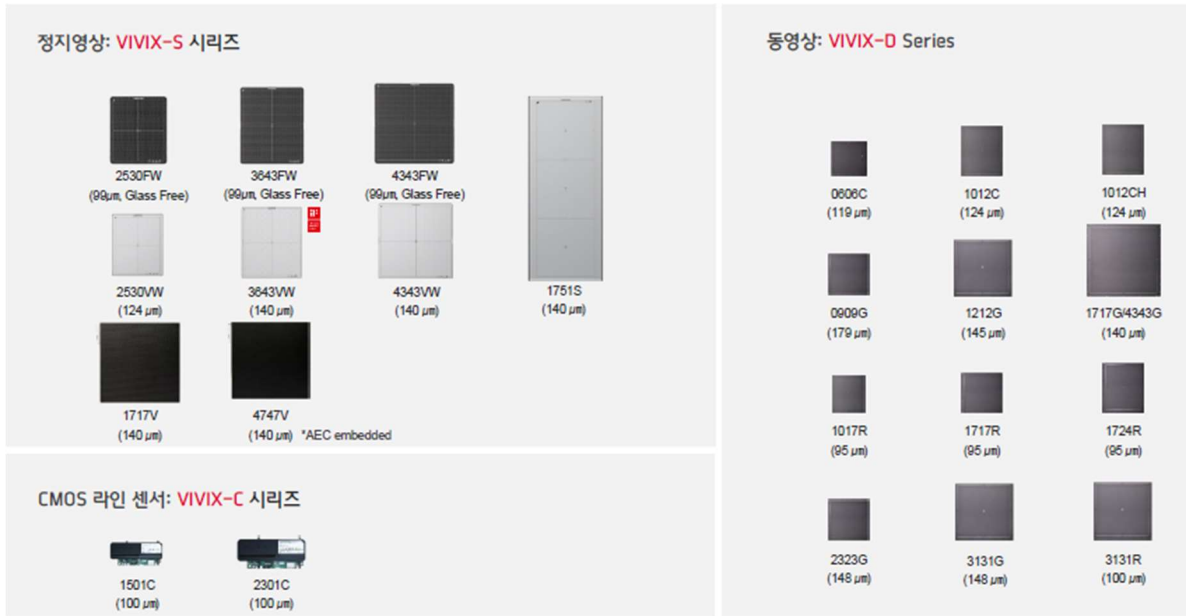 정지영상: VIVIX-S 시리즈
2530FW
(99㎛, Glass Free)
3643FW
(99㎛, Glass Free)
4343FW
(99㎛, Glass Free)
2530VW
(124 ㎛)
3643VW
(140 ㎛)
4343VW
(140 ㎛)
1751S
(140 ㎛)
1717V
(140 ㎛)
4747V
(140 ㎛) *AEC embedded
CMOS 라인 센서: VIVIX-C 시리즈
1501C
(100 ㎛)
2301C
(100 ㎛)
동영상: VIVIX-D Series
0606C
(119 ㎛)
1012C
(124 ㎛)
1012CH
(124 ㎛)
0909G
(179 ㎛)
1212G
(145 ㎛)
1717G/4343G
(140 ㎛)
1017R
(95 ㎛)
1717R
(95 ㎛)
1724R
(95 ㎛)
2323G
(148 ㎛)
3131G
(148 ㎛)
3131R
(100 ㎛)